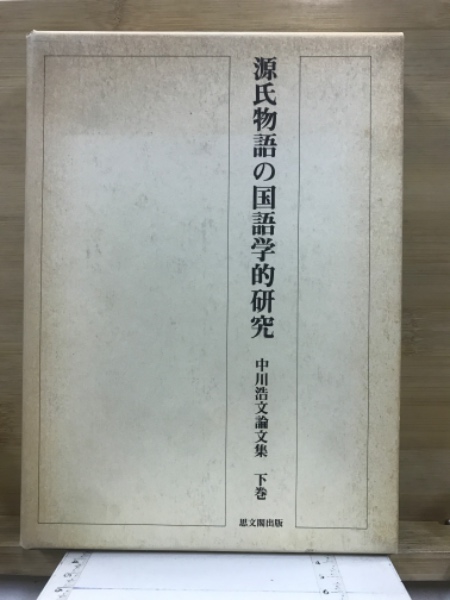 源氏物語の国語学的研究
中川浩文論文集 下巻
思文閣出版